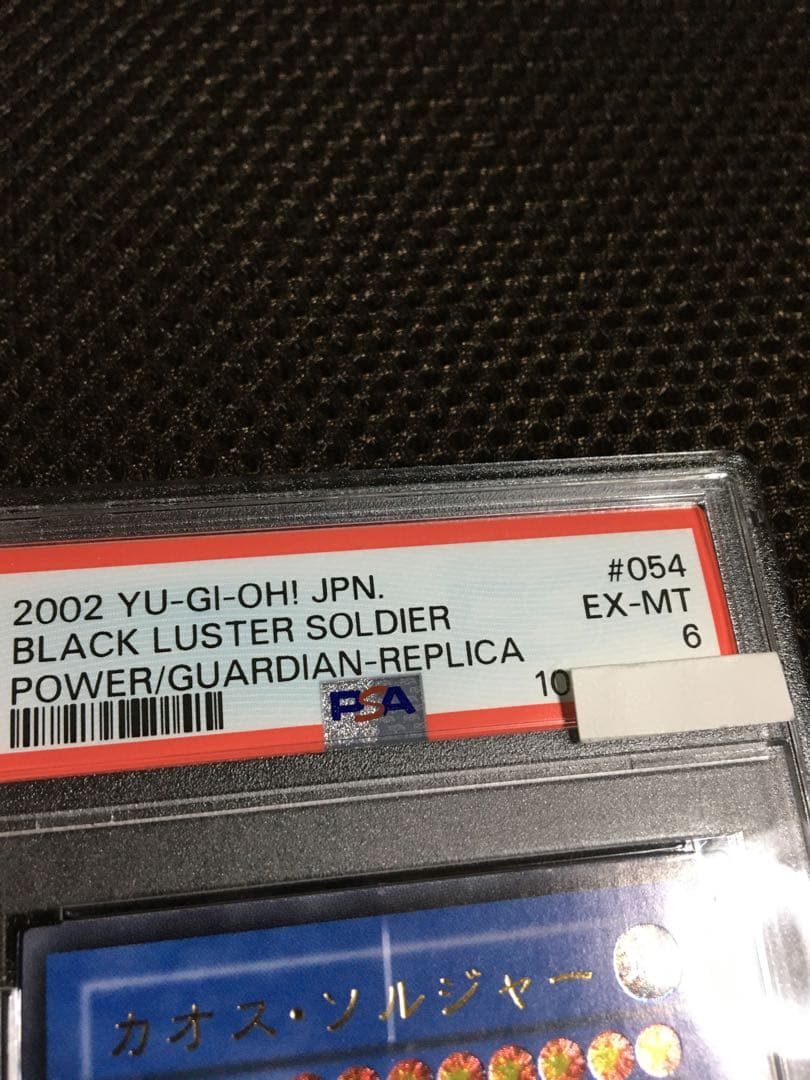 2002 YU-GI-OH! JPN. #054
BLACK LUSTER SOLDIER EX-MT
POWER/GUARDIAN-REPLICA 6
PSA 10
カオス・ソルジャー